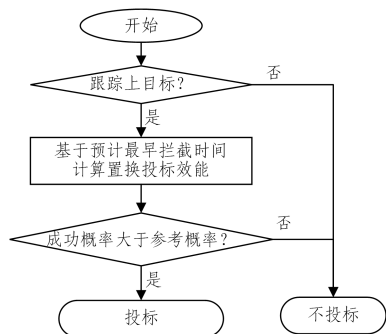 开始
跟踪上目标?
否
是
基于预计最早拦截时间
计算置换投标效能
成功概率大于参考概率?
否
是
投标
不投标